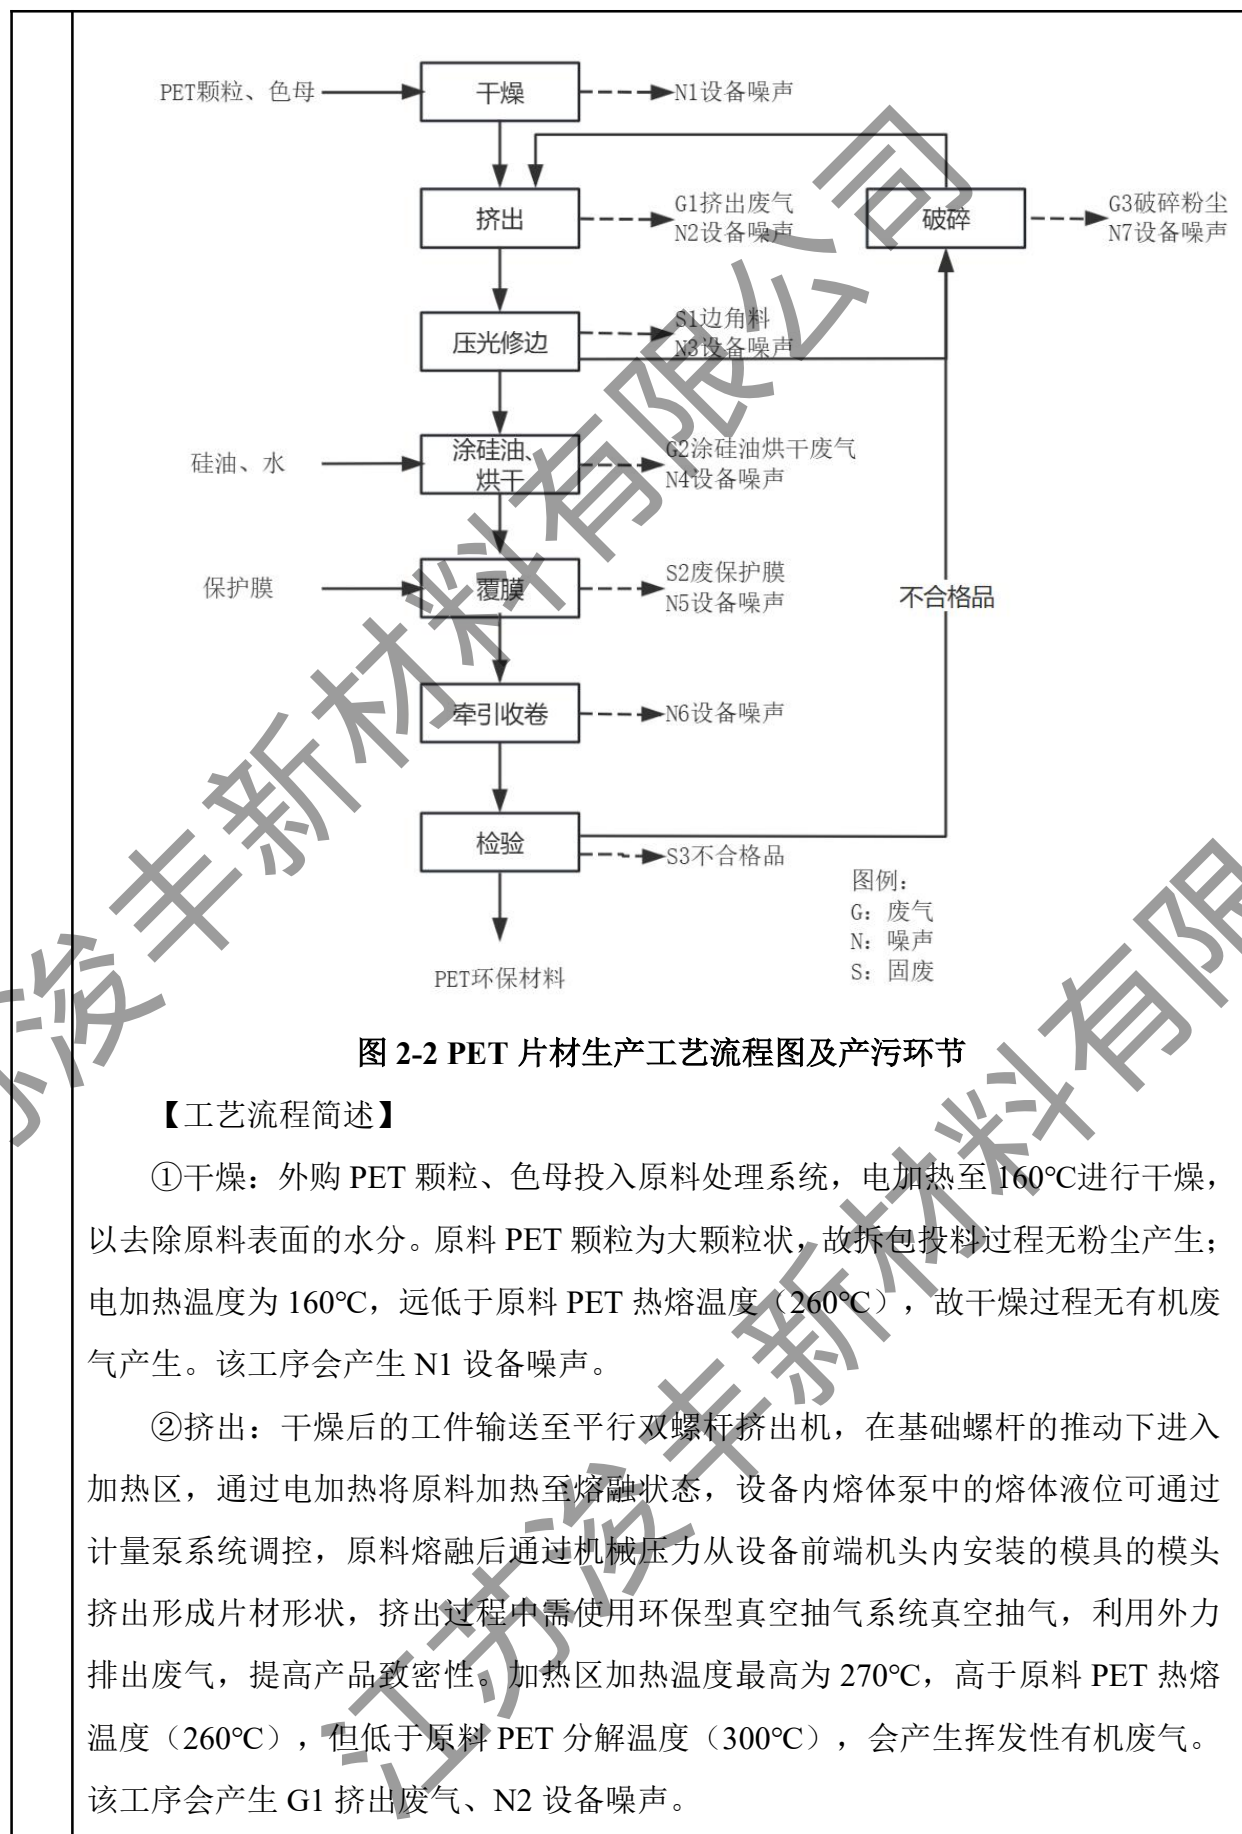 PET颗粒、色母
干燥
N1设备噪声
挤出
G1挤出废气
N2设备噪声
破碎
G3破碎粉尘
N7设备噪声
压光修边
S1边角料
N3设备噪声
硅油、水
涂硅油、
烘干
G2涂硅油烘干废气
N4设备噪声
保护膜
覆膜
S2废保护膜
N5设备噪声
不合格品
牵引收卷
N6设备噪声
检验
S3不合格品
图例：
G：废气
N：噪声
S：固废
PET环保材料
图 2-2 PET 片材生产工艺流程图及产污环节
【工艺流程简述】
①干燥：外购 PET 颗粒、色母投入原料处理系统，电加热至 160℃进行干燥，
以去除原料表面的水分。原料 PET 颗粒为大颗粒状，故拆包投料过程无粉尘产生；
电加热温度为 160℃，远低于原料 PET 热熔温度（260℃），故干燥过程无有机废
气产生。该工序会产生 N1 设备噪声。
②挤出：干燥后的工件输送至平行双螺杆挤出机，在基础螺杆的推动下进入
加热区，通过电加热将原料加热至熔融状态，设备内熔体泵中的熔体液位可通过
计量泵系统调控，原料熔融后通过机械压力从设备前端机头内安装的模具的模头
挤出形成片材形状，挤出过程中需使用环保型真空抽气系统真空抽气，利用外力
排出废气，提高产品致密性。加热区加热温度最高为 270℃，高于原料 PET 热熔
温度（260℃），但低于原料 PET 分解温度（300℃），会产生挥发性有机废气。
该工序会产生 G1 挤出废气、N2 设备噪声。
江苏浚丰新材料有限公司
江苏浚丰新材料有限